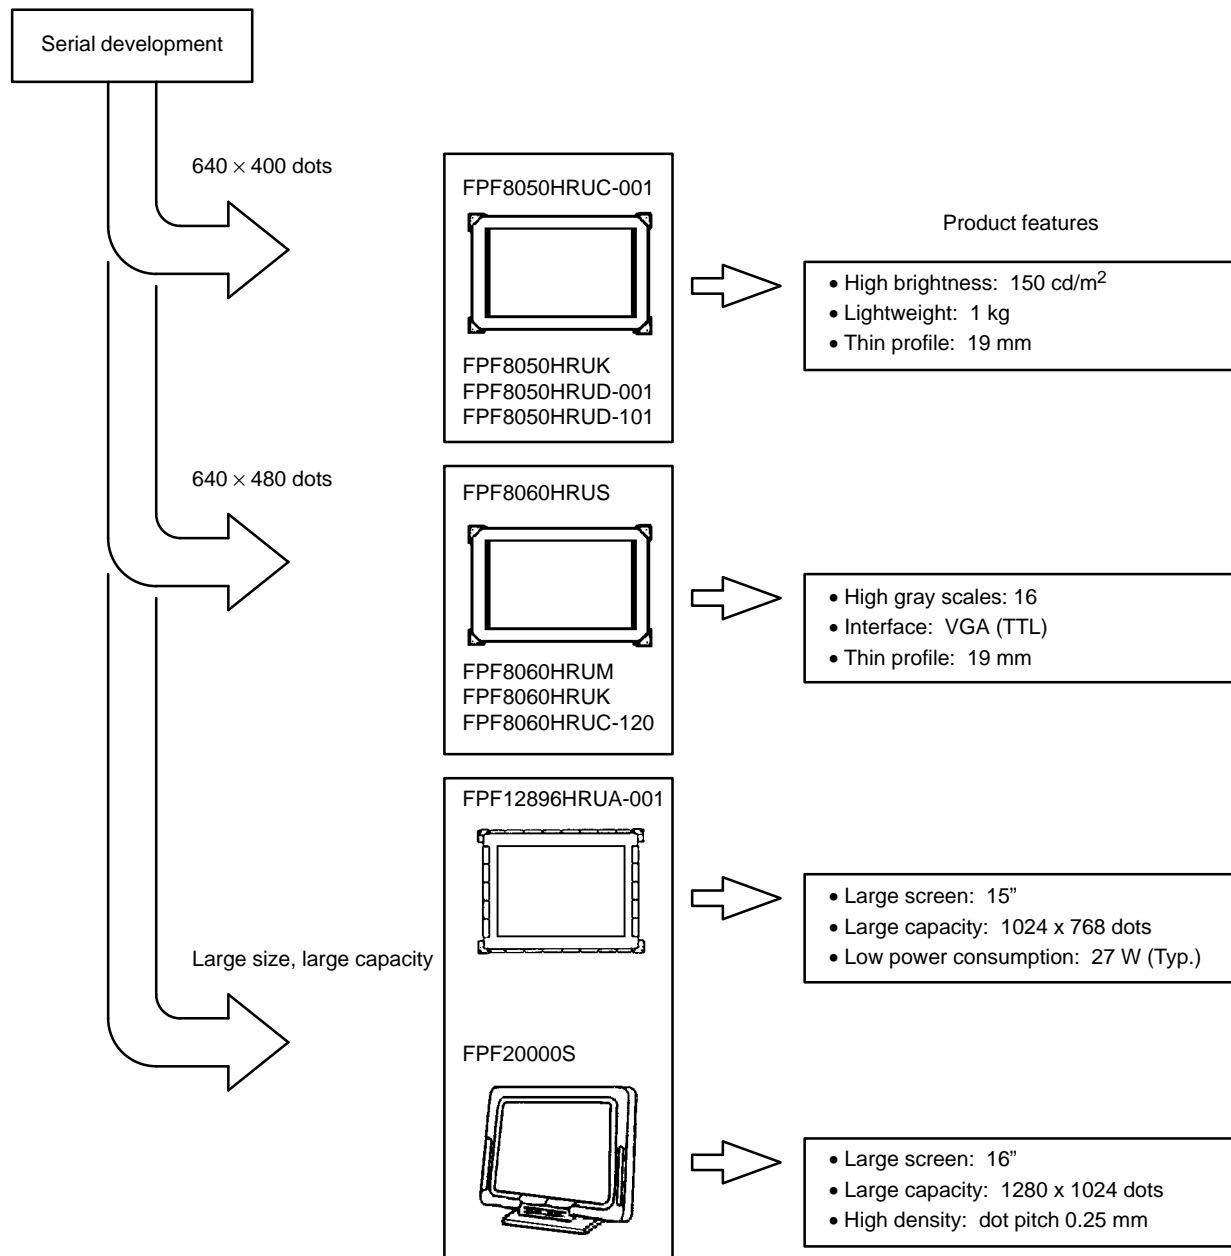 Serial development
640 × 400 dots
FPF8050HRUC-001
FPF8050HRUK
FPF8050HRUD-001
FPF8050HRUD-101
Product features
• High brightness: 150 cd/m²
• Lightweight: 1 kg
• Thin profile: 19 mm
640 × 480 dots
FPF8060HRUS
FPF8060HRUM
FPF8060HRUK
FPF8060HRUC-120
• High gray scales: 16
• Interface: VGA (TTL)
• Thin profile: 19 mm
Large size, large capacity
FPF12896HRUA-001
• Large screen: 15”
• Large capacity: 1024 x 768 dots
• Low power consumption: 27 W (Typ.)
FPF20000S
• Large screen: 16”
• Large capacity: 1280 x 1024 dots
• High density: dot pitch 0.25 mm